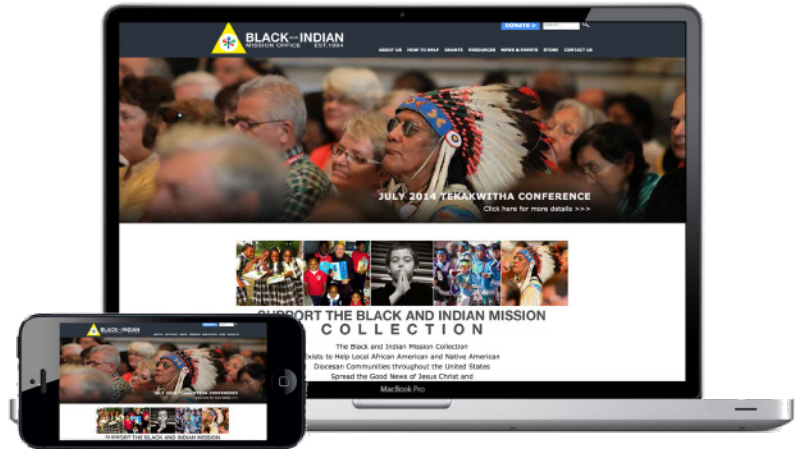 DONATE >
BLACK AND INDIAN
MISSION OFFICE EST.1994
ABOUT US HOW TO HELP GRANTS RESOURCES NEWS & EVENTS STORE CONTACT US
JULY 2014 TEKAKWITHA CONFERENCE
Click here for more details >>>
SUPPORT THE BLACK AND INDIAN MISSION
COLLECTION
The Black and Indian Mission Collection
Exists to Help Local African American and Native American
Diocesan Communities throughout the United States
Spread the Good News of Jesus Christ and
MacBook Pro
BLACK AND INDIAN
JULY 2014 TEKAKWITHA CONFERENCE
SUPPORT THE BLACK AND INDIAN MISSION